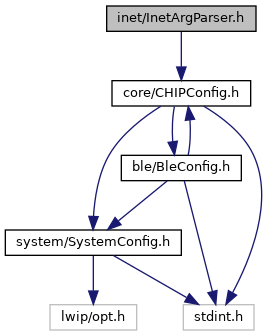 inet/InetArgParser.h
core/CHIPConfig.h
ble/BleConfig.h
system/SystemConfig.h
lwip/opt.h
stdint.h